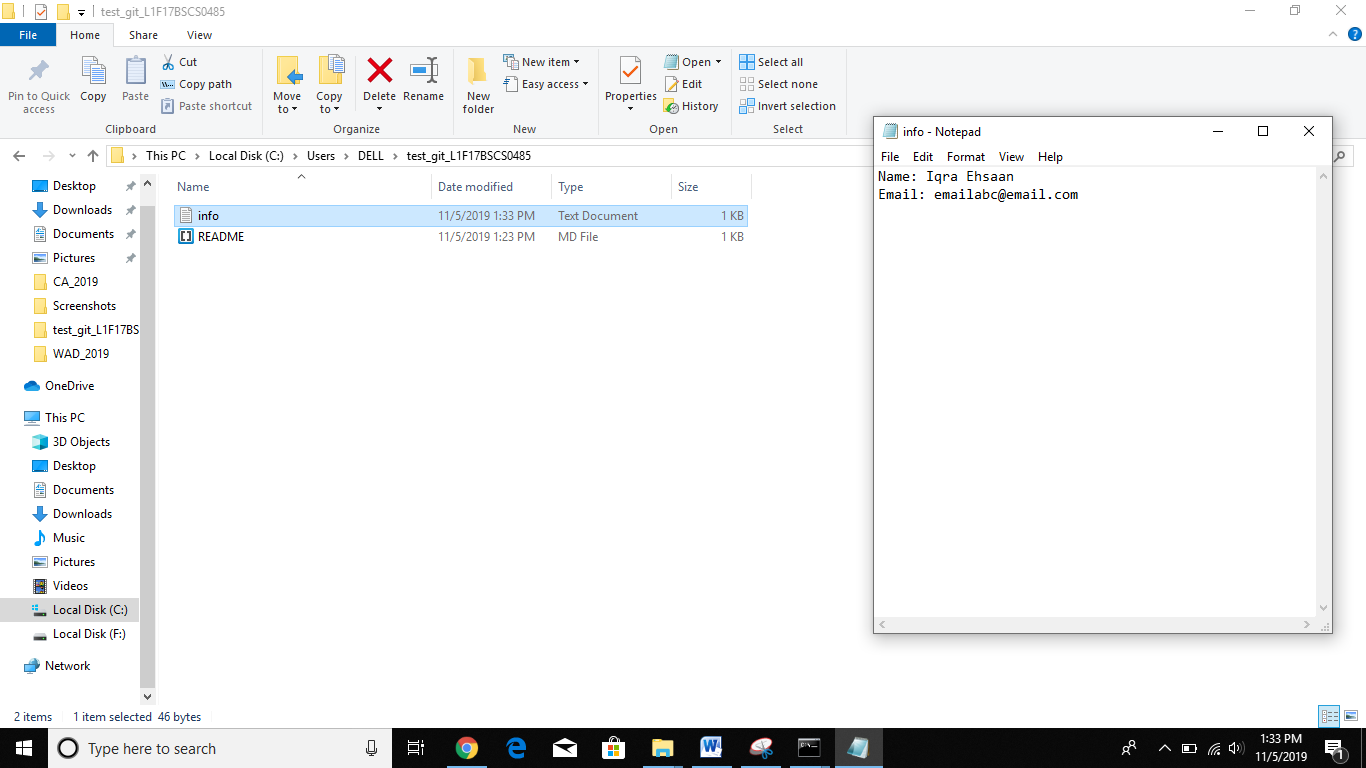 test_git_L1F17BSCS0485
File Home Share View
Pin to Quick access
Copy
Paste
Cut
Copy path
Paste shortcut
Clipboard
Move to
Copy to
Delete
Rename
Organize
New folder
New item
Easy access
New
Properties
Open
Edit
History
Open
Select all
Select none
Invert selection
Select
This PC Local Disk (C:) Users DELL test_git_L1F17BSCS0485
Desktop
Downloads
Documents
Pictures
CA_2019
Screenshots
test_git_L1F17BS
WAD_2019
OneDrive
This PC
3D Objects
Desktop
Documents
Downloads
Music
Pictures
Videos
Local Disk (C:)
Local Disk (F:)
Network
Name Date modified Type Size
info 11/5/2019 1:33 PM Text Document 1 KB
README 11/5/2019 1:23 PM MD File 1 KB
info - Notepad
File Edit Format View Help
Name: Iqra Ehsaan
Email: emailabc@email.com
2 items 1 item selected 46 bytes
Type here to search
1:33 PM
11/5/2019
1